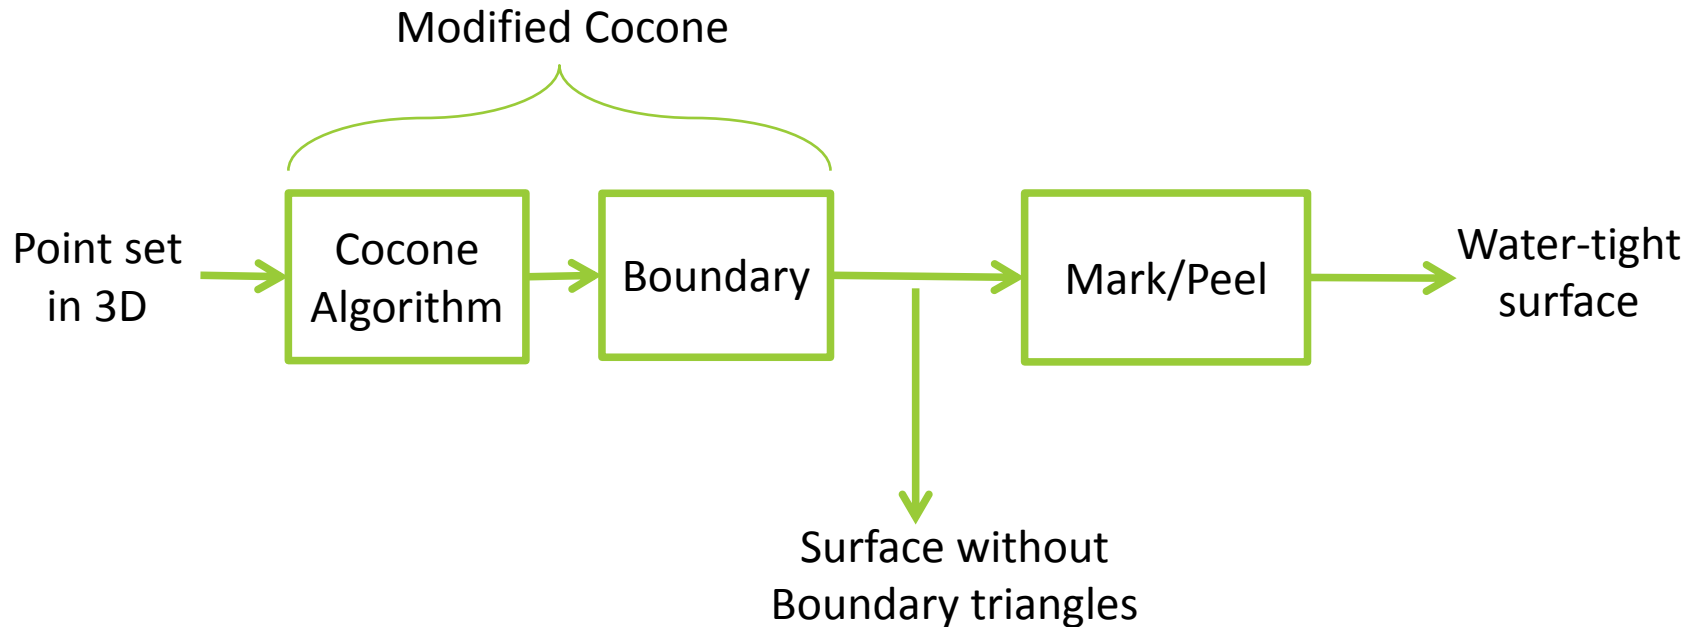 Modified Cocone
Point set
in 3D
Cocone
Algorithm
Boundary
Mark/Peel
Water-tight
surface
Surface without
Boundary triangles